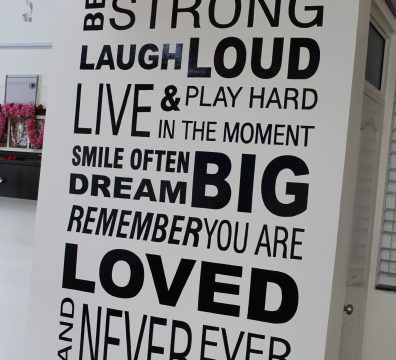 BE STRONG
LAUGH LOUD
LIVE & PLAY HARD
IN THE MOMENT
SMILE OFTEN
DREAM BIG
REMEMBER YOU ARE
LOVED
AND NEVER EVER